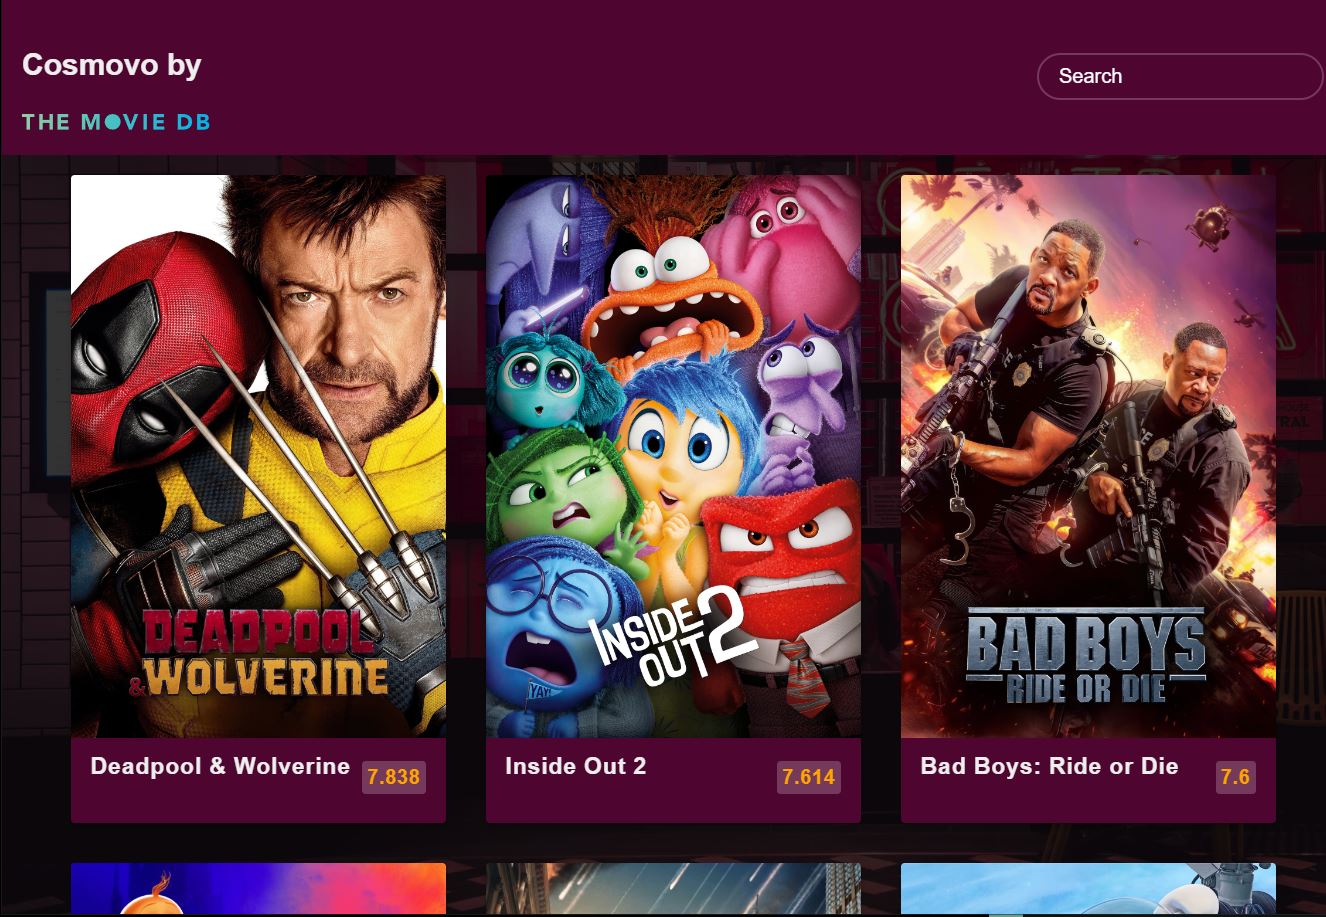 Cosmovo by
Search
THE MOVIE DB
DEADPOOL
&WOLVERINE
YAY!
INSIDE
OUT 2
BAD BOYS
RIDE OR DIE
Deadpool & Wolverine
7.838
Inside Out 2
7.614
Bad Boys: Ride or Die
7.6